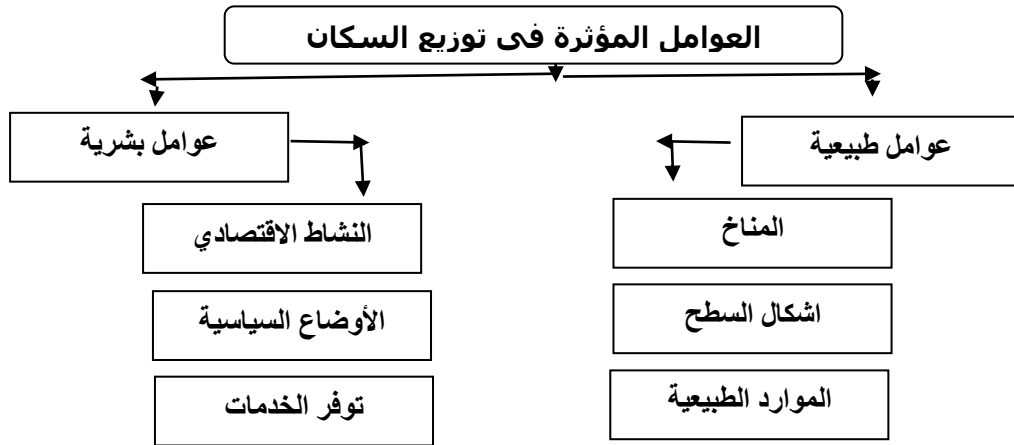 العوامل المؤثرة فى توزيع السكان
عوامل طبيعية
المناخ
اشكال السطح
الموارد الطبيعية
عوامل بشرية
النشاط الاقتصادي
الأوضاع السياسية
توفر الخدمات